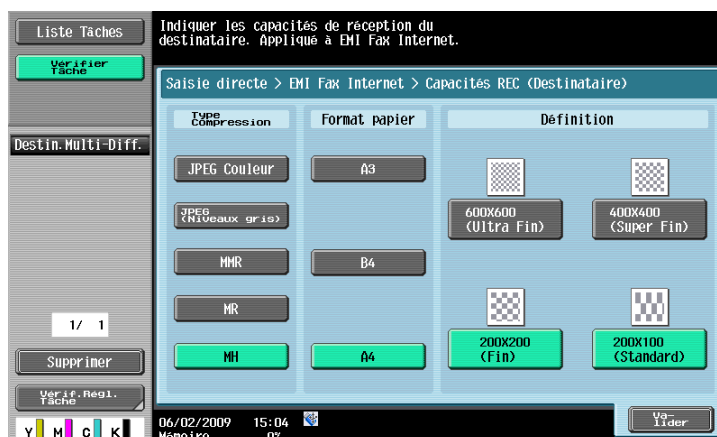 Liste Tâches
Vérifier
Tâche
Indiquer les capacités de réception du
destinataire. Appliqué à EMI Fax Internet.
Saisie directe > EMI Fax Internet > Capacités REC (Destinataire)
Destin.Multi-Diff.
Type
Compression
Format papier
Définition
JPEG Couleur
A3
JPEG
(Niveaux gris)
600X600
(Ultra Fin)
400X400
(Super Fin)
MMR
B4
MR
MH
A4
200X200
(Fin)
200X100
(Standard)
1/ 1
Supprimer
Vérif.Regl.
Tâche
Y M C K
06/02/2009 15:04
Mémoire 0%
Va-
lider